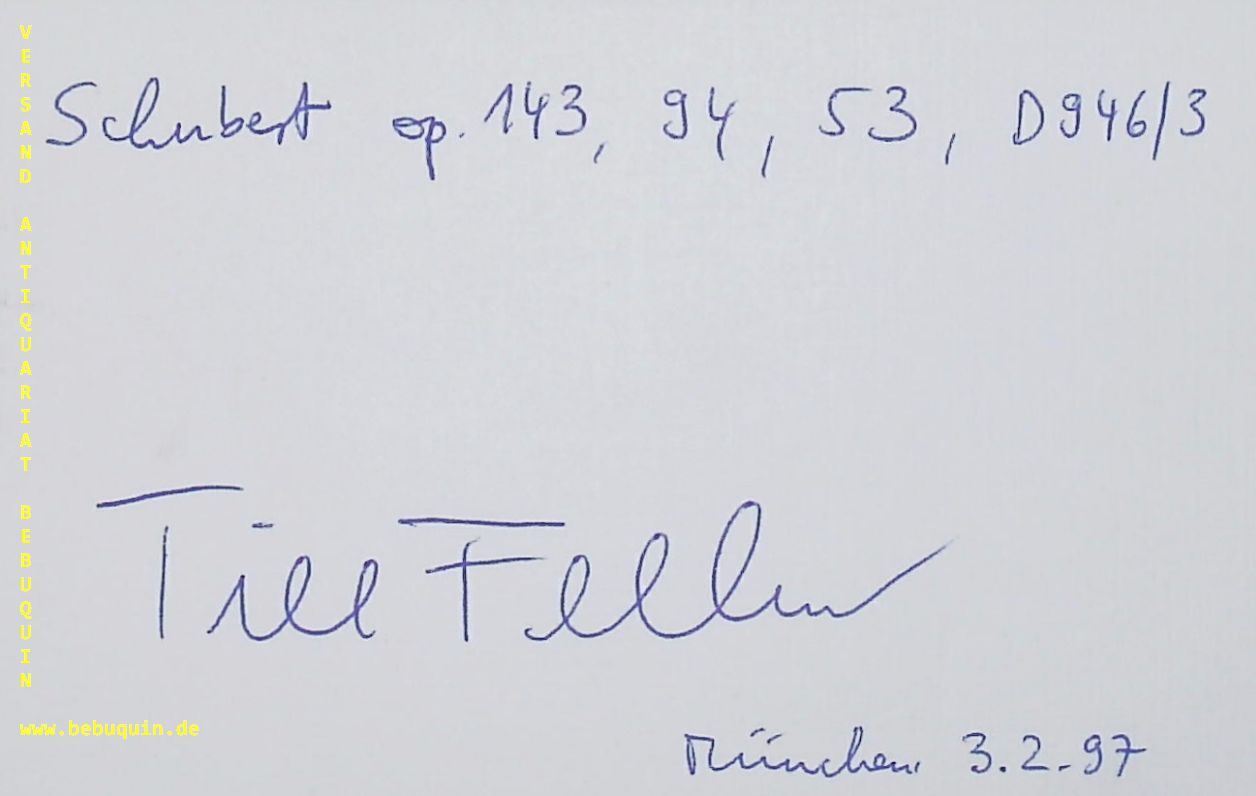 Schubert op. 143, 94, 53, D946/3
Till Fellner
München, 3.2.97
VERSAND ANTIQUARIAT BEBUQUIN
www.bebuquin.de